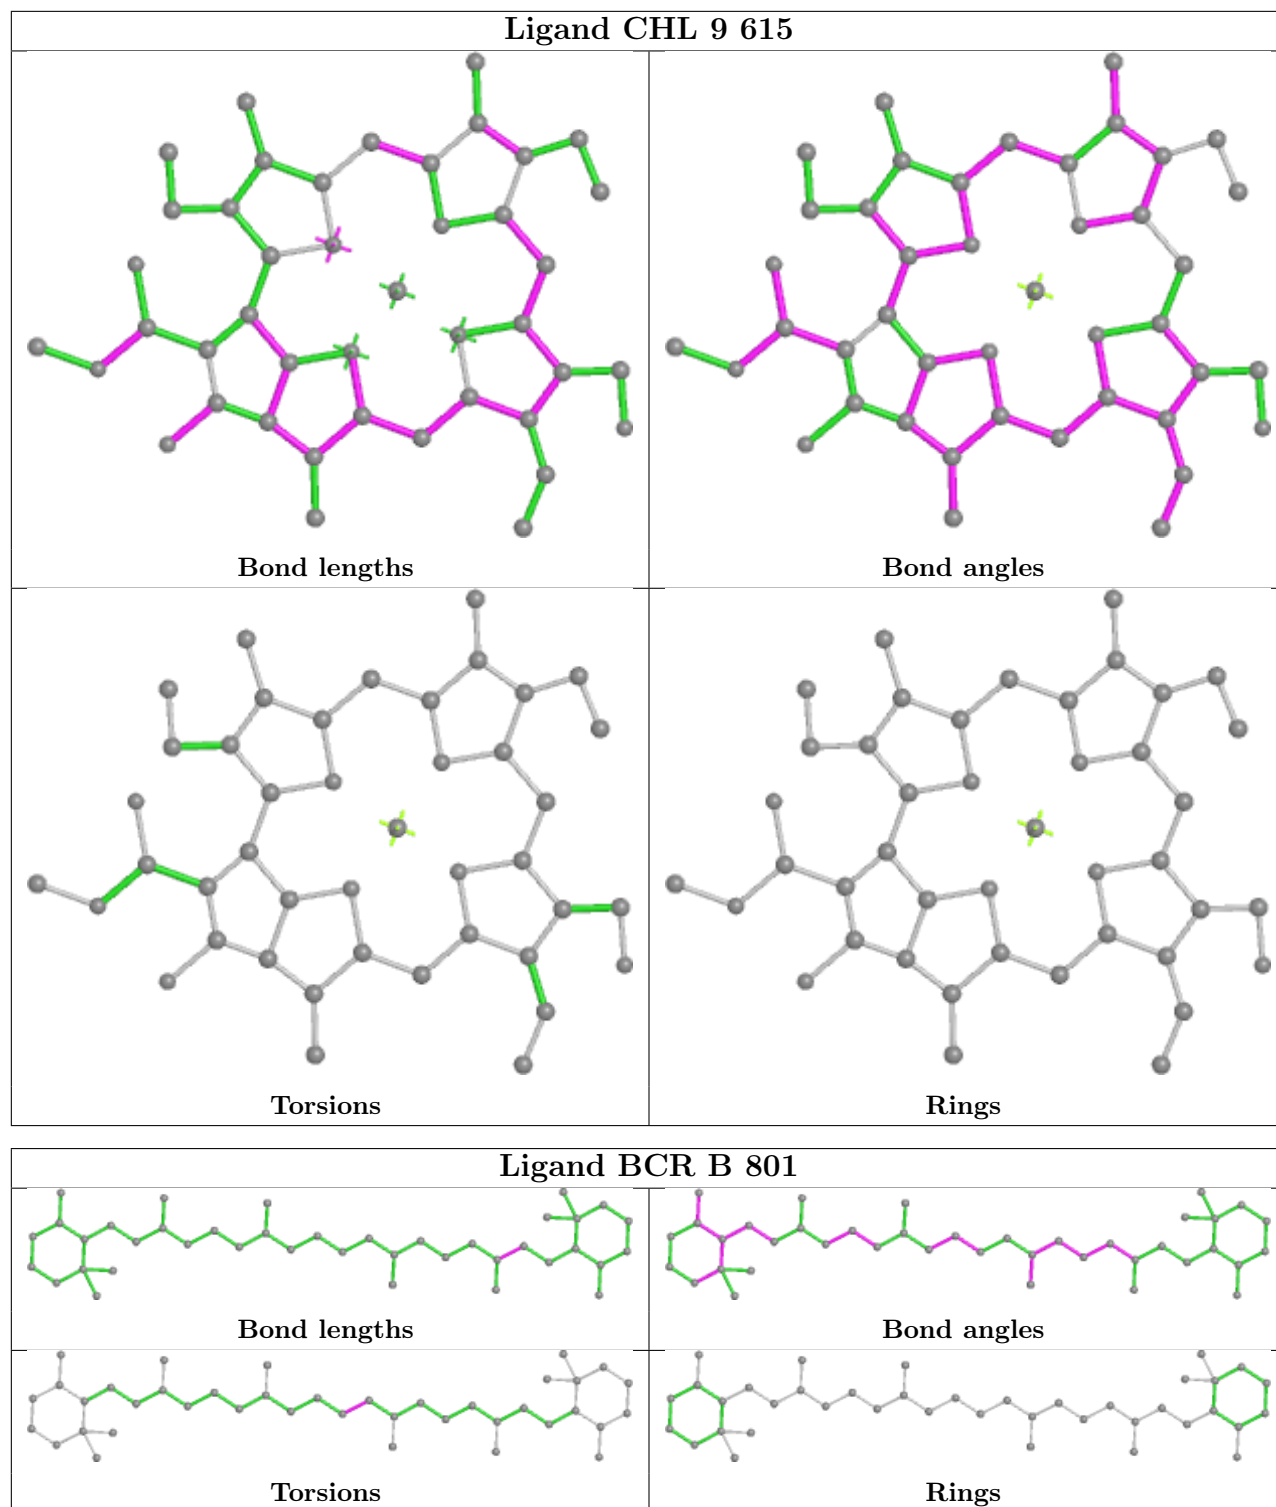 Ligand CHL 9 615
Bond lengths
Bond angles
Torsions
Rings
Ligand BCR B 801
Bond lengths
Bond angles
Torsions
Rings